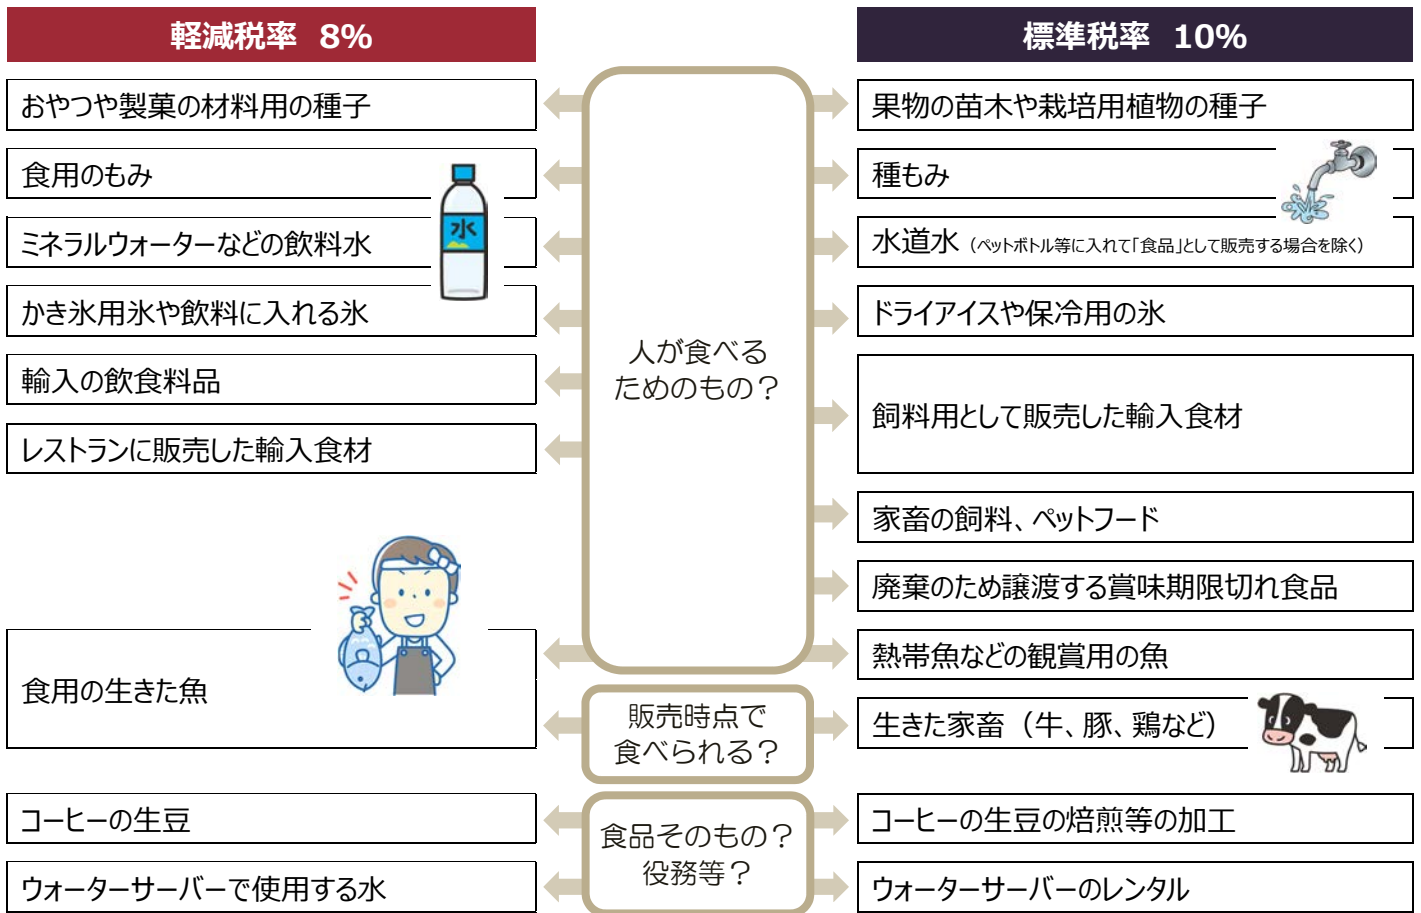 軽減税率 8%
標準税率 10%
おやつや製菓の材料用の種子
果物の苗木や栽培用植物の種子
食用のもみ
種もみ
水
ミネラルウォーターなどの飲料水
水道水 (ペットボトル等に入れて「食品」として販売する場合を除く)
かき氷用氷や飲料に入れる氷
ドライアイスや保冷用の氷
人が食べる
ためのもの？
輸入の飲食料品
飼料用として販売した輸入食材
レストランに販売した輸入食材
家畜の飼料、ペットフード
廃棄のため譲渡する賞味期限切れ食品
熱帯魚などの観賞用の魚
食用の生きた魚
販売時点で
食べられる？
生きた家畜（牛、豚、鶏など）
コーヒーの生豆
食品そのもの？
役務等？
コーヒーの生豆の焙煎等の加工
ウォーターサーバーで使用する水
ウォーターサーバーのレンタル